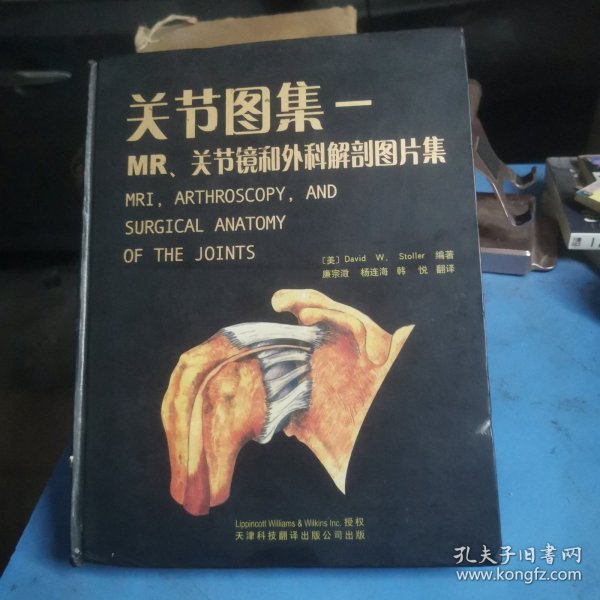 关节图集一
MR、关节镜和外科解剖图片集
MRI, ARTHROSCOPY, AND
SURGICAL ANATOMY
OF THE JOINTS
〔美〕David W. Stoller 编著
廉宗澂 杨连海 韩 悦 翻译
Lippincott Williams & Wilkins Inc. 授权
天津科技翻译出版公司出版
孔夫子旧书网
www.kongfz.com